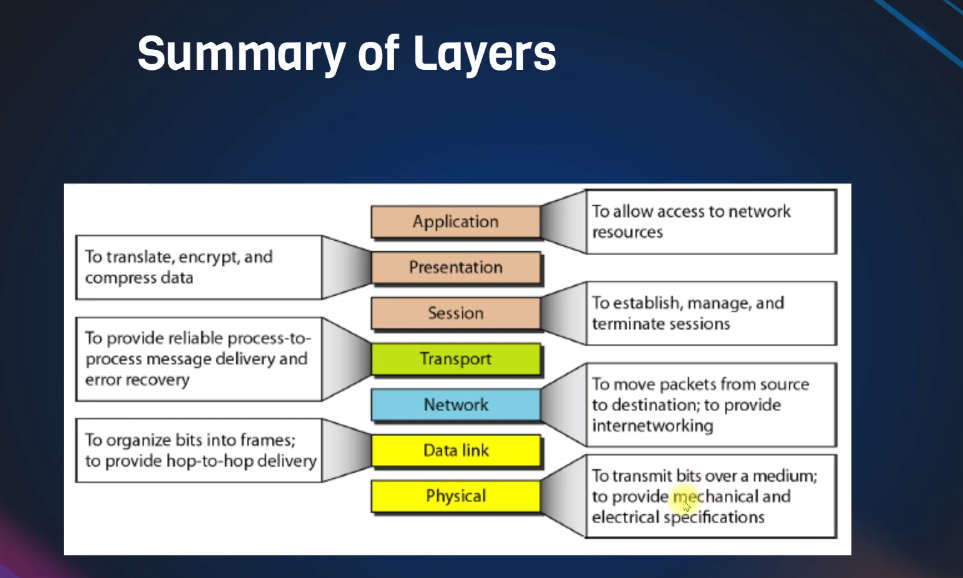 Summary of Layers
Application
To allow access to network
resources
To translate, encrypt, and
compress data
Presentation
Session
To establish, manage, and
terminate sessions
To provide reliable process-to-
process message delivery and
error recovery
Transport
Network
To move packets from source
to destination; to provide
internetworking
To organize bits into frames;
to provide hop-to-hop delivery
Data link
Physical
To transmit bits over a medium;
to provide mechanical and
electrical specifications